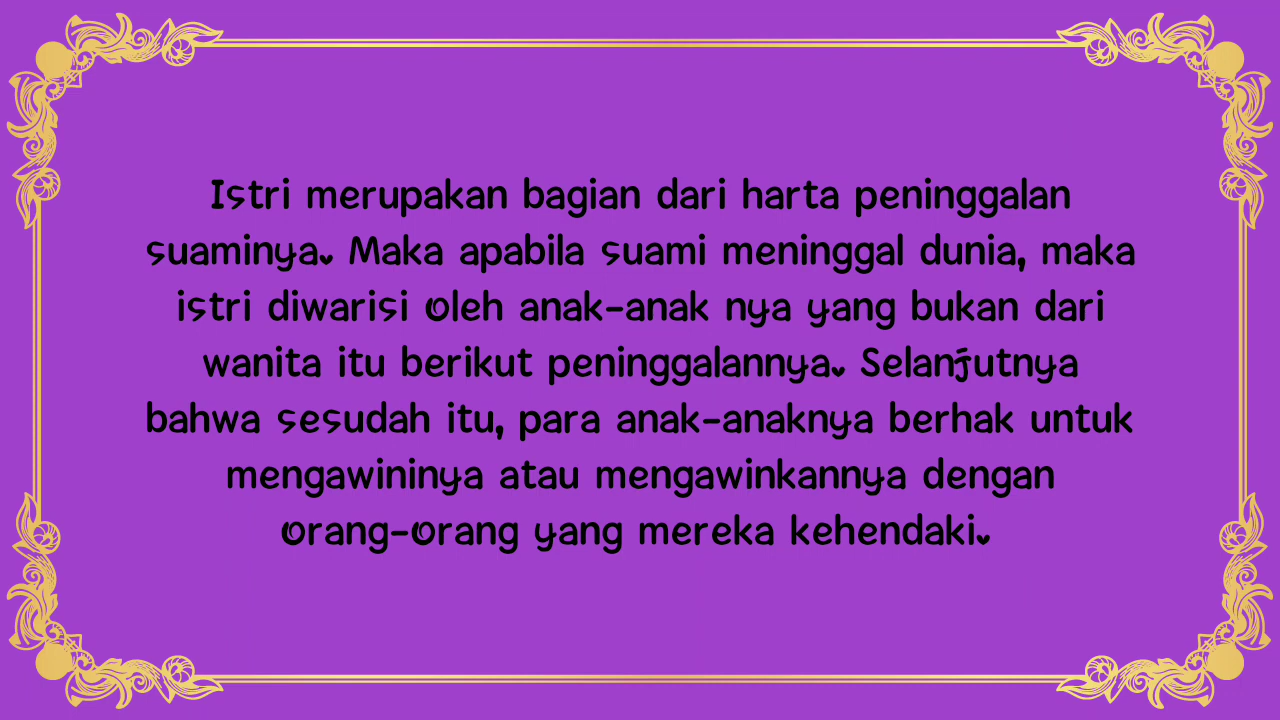 Istri merupakan bagian dari harta peninggalan
suaminya. Maka apabila suami meninggal dunia, maka
istri diwarisi oleh anak-anak nya yang bukan dari
wanita itu berikut peninggalannya. Selanjutnya
bahwa sesudah itu, para anak-anaknya berhak untuk
mengawininya atau mengawinkannya dengan
orang-orang yang mereka kehendaki.